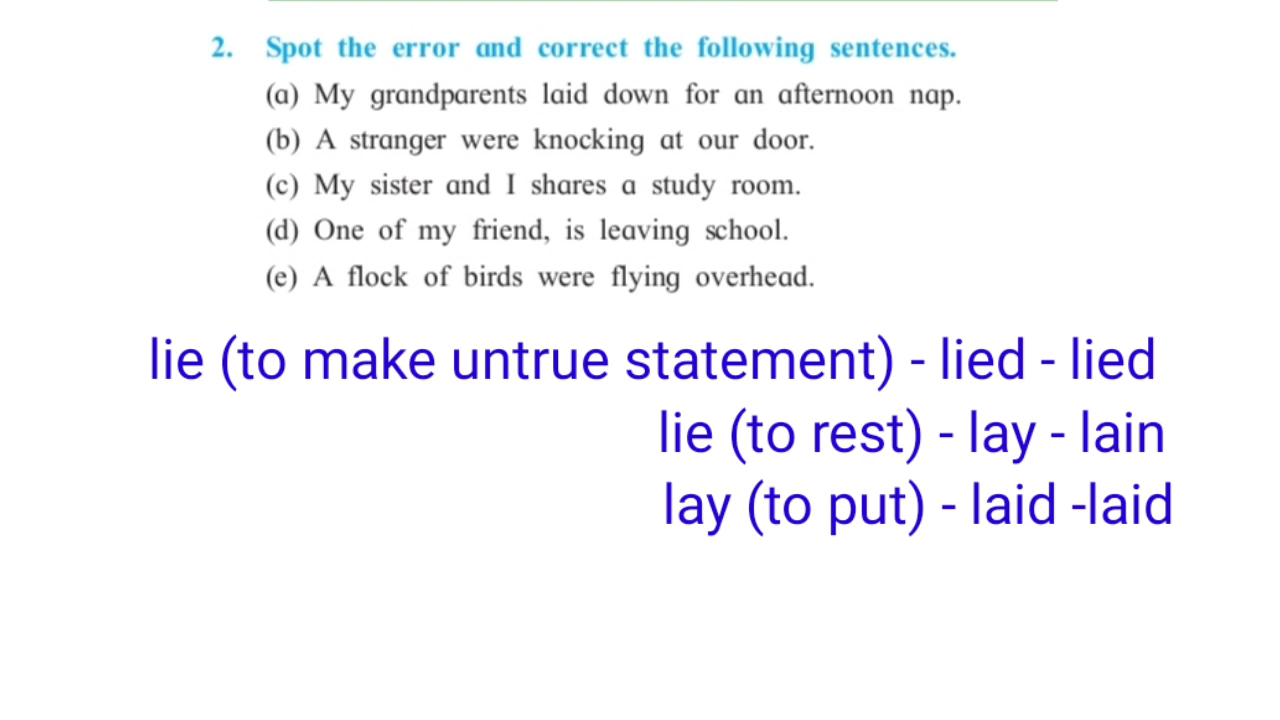 2. Spot the error and correct the following sentences.
(a) My grandparents laid down for an afternoon nap.
(b) A stranger were knocking at our door.
(c) My sister and I shares a study room.
(d) One of my friend, is leaving school.
(e) A flock of birds were flying overhead.
lie (to make untrue statement) - lied - lied
lie (to rest) - lay - lain
lay (to put) - laid -laid